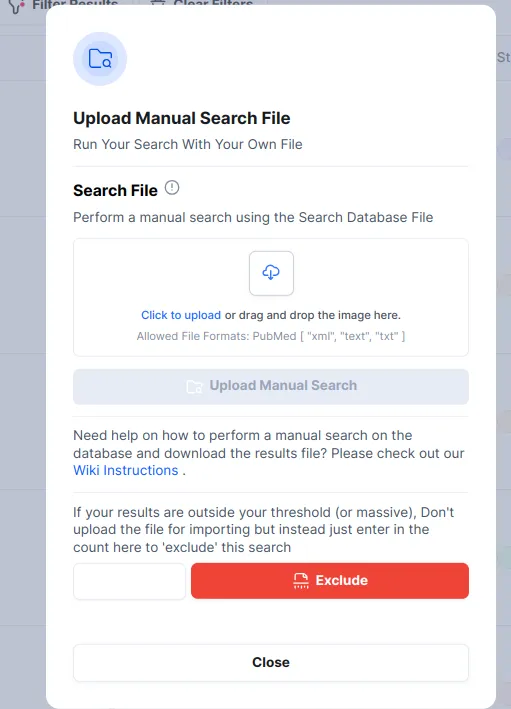 Filter Results Clear Filters
St
Upload Manual Search File
Run Your Search With Your Own File
Search File
Perform a manual search using the Search Database File
Click to upload or drag and drop the image here.
Allowed File Formats: PubMed [ "xml", "text", "txt" ]
Upload Manual Search
Need help on how to perform a manual search on the
database and download the results file? Please check out our
Wiki Instructions .
If your results are outside your threshold (or massive), Don't
upload the file for importing but instead just enter in the
count here to 'exclude' this search
Exclude
Close